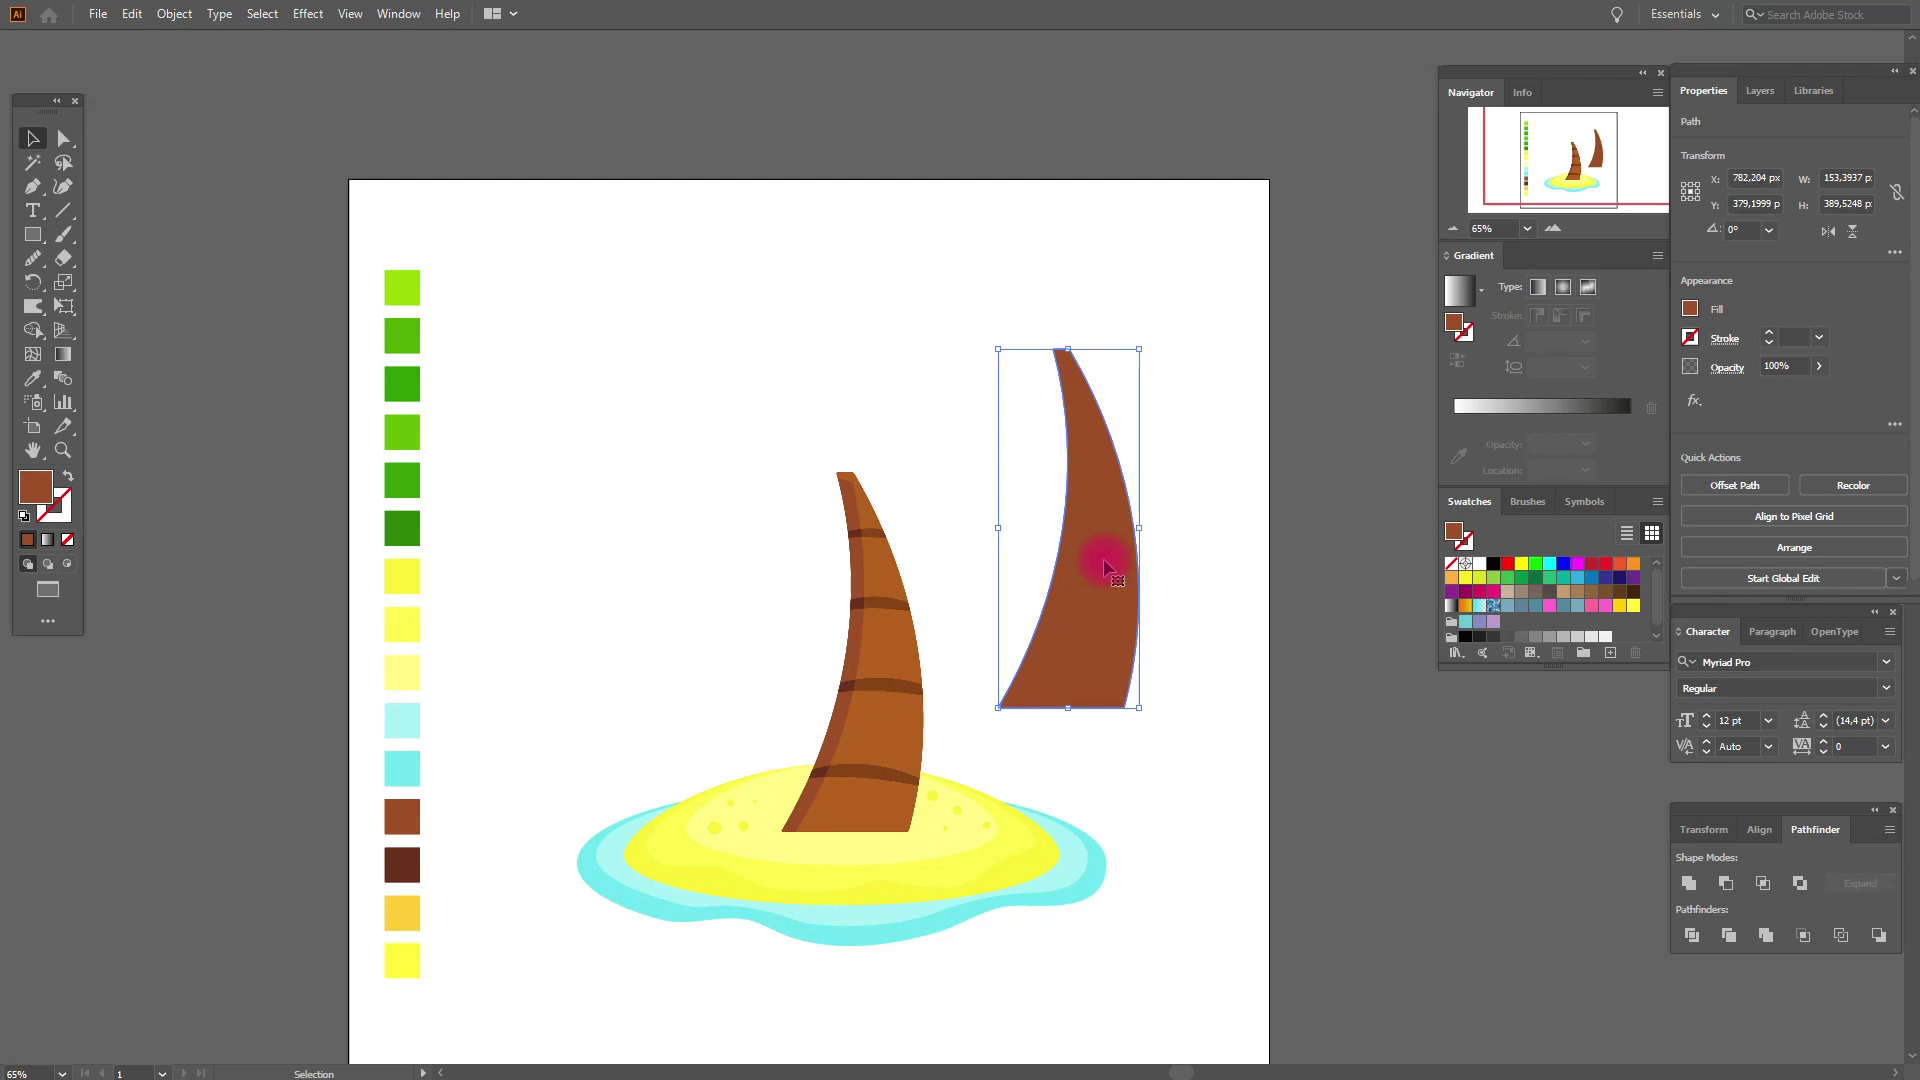 Ai File Edit Object Type Select Effect View Window Help
Essentials
Search Adobe Stock
Navigator Info
65%
Gradient
Type:
Stroke:
Opacity:
Location:
Swatches Brushes Symbols
Properties Layers Libraries
Path
Transform
X: 782,204 px W: 153,3937 p
Y: 379,1999 p H: 389,5248 p
0°
Appearance
Fill
Stroke
Opacity 100%
fx.
Quick Actions
Offset Path Recolor
Align to Pixel Grid
Arrange
Start Global Edit
Character Paragraph OpenType
Myriad Pro
Regular
12 pt (14,4 pt)
Auto 0
Transform Align Pathfinder
Shape Modes:
Expand
Pathfinders:
65% 1 Selection